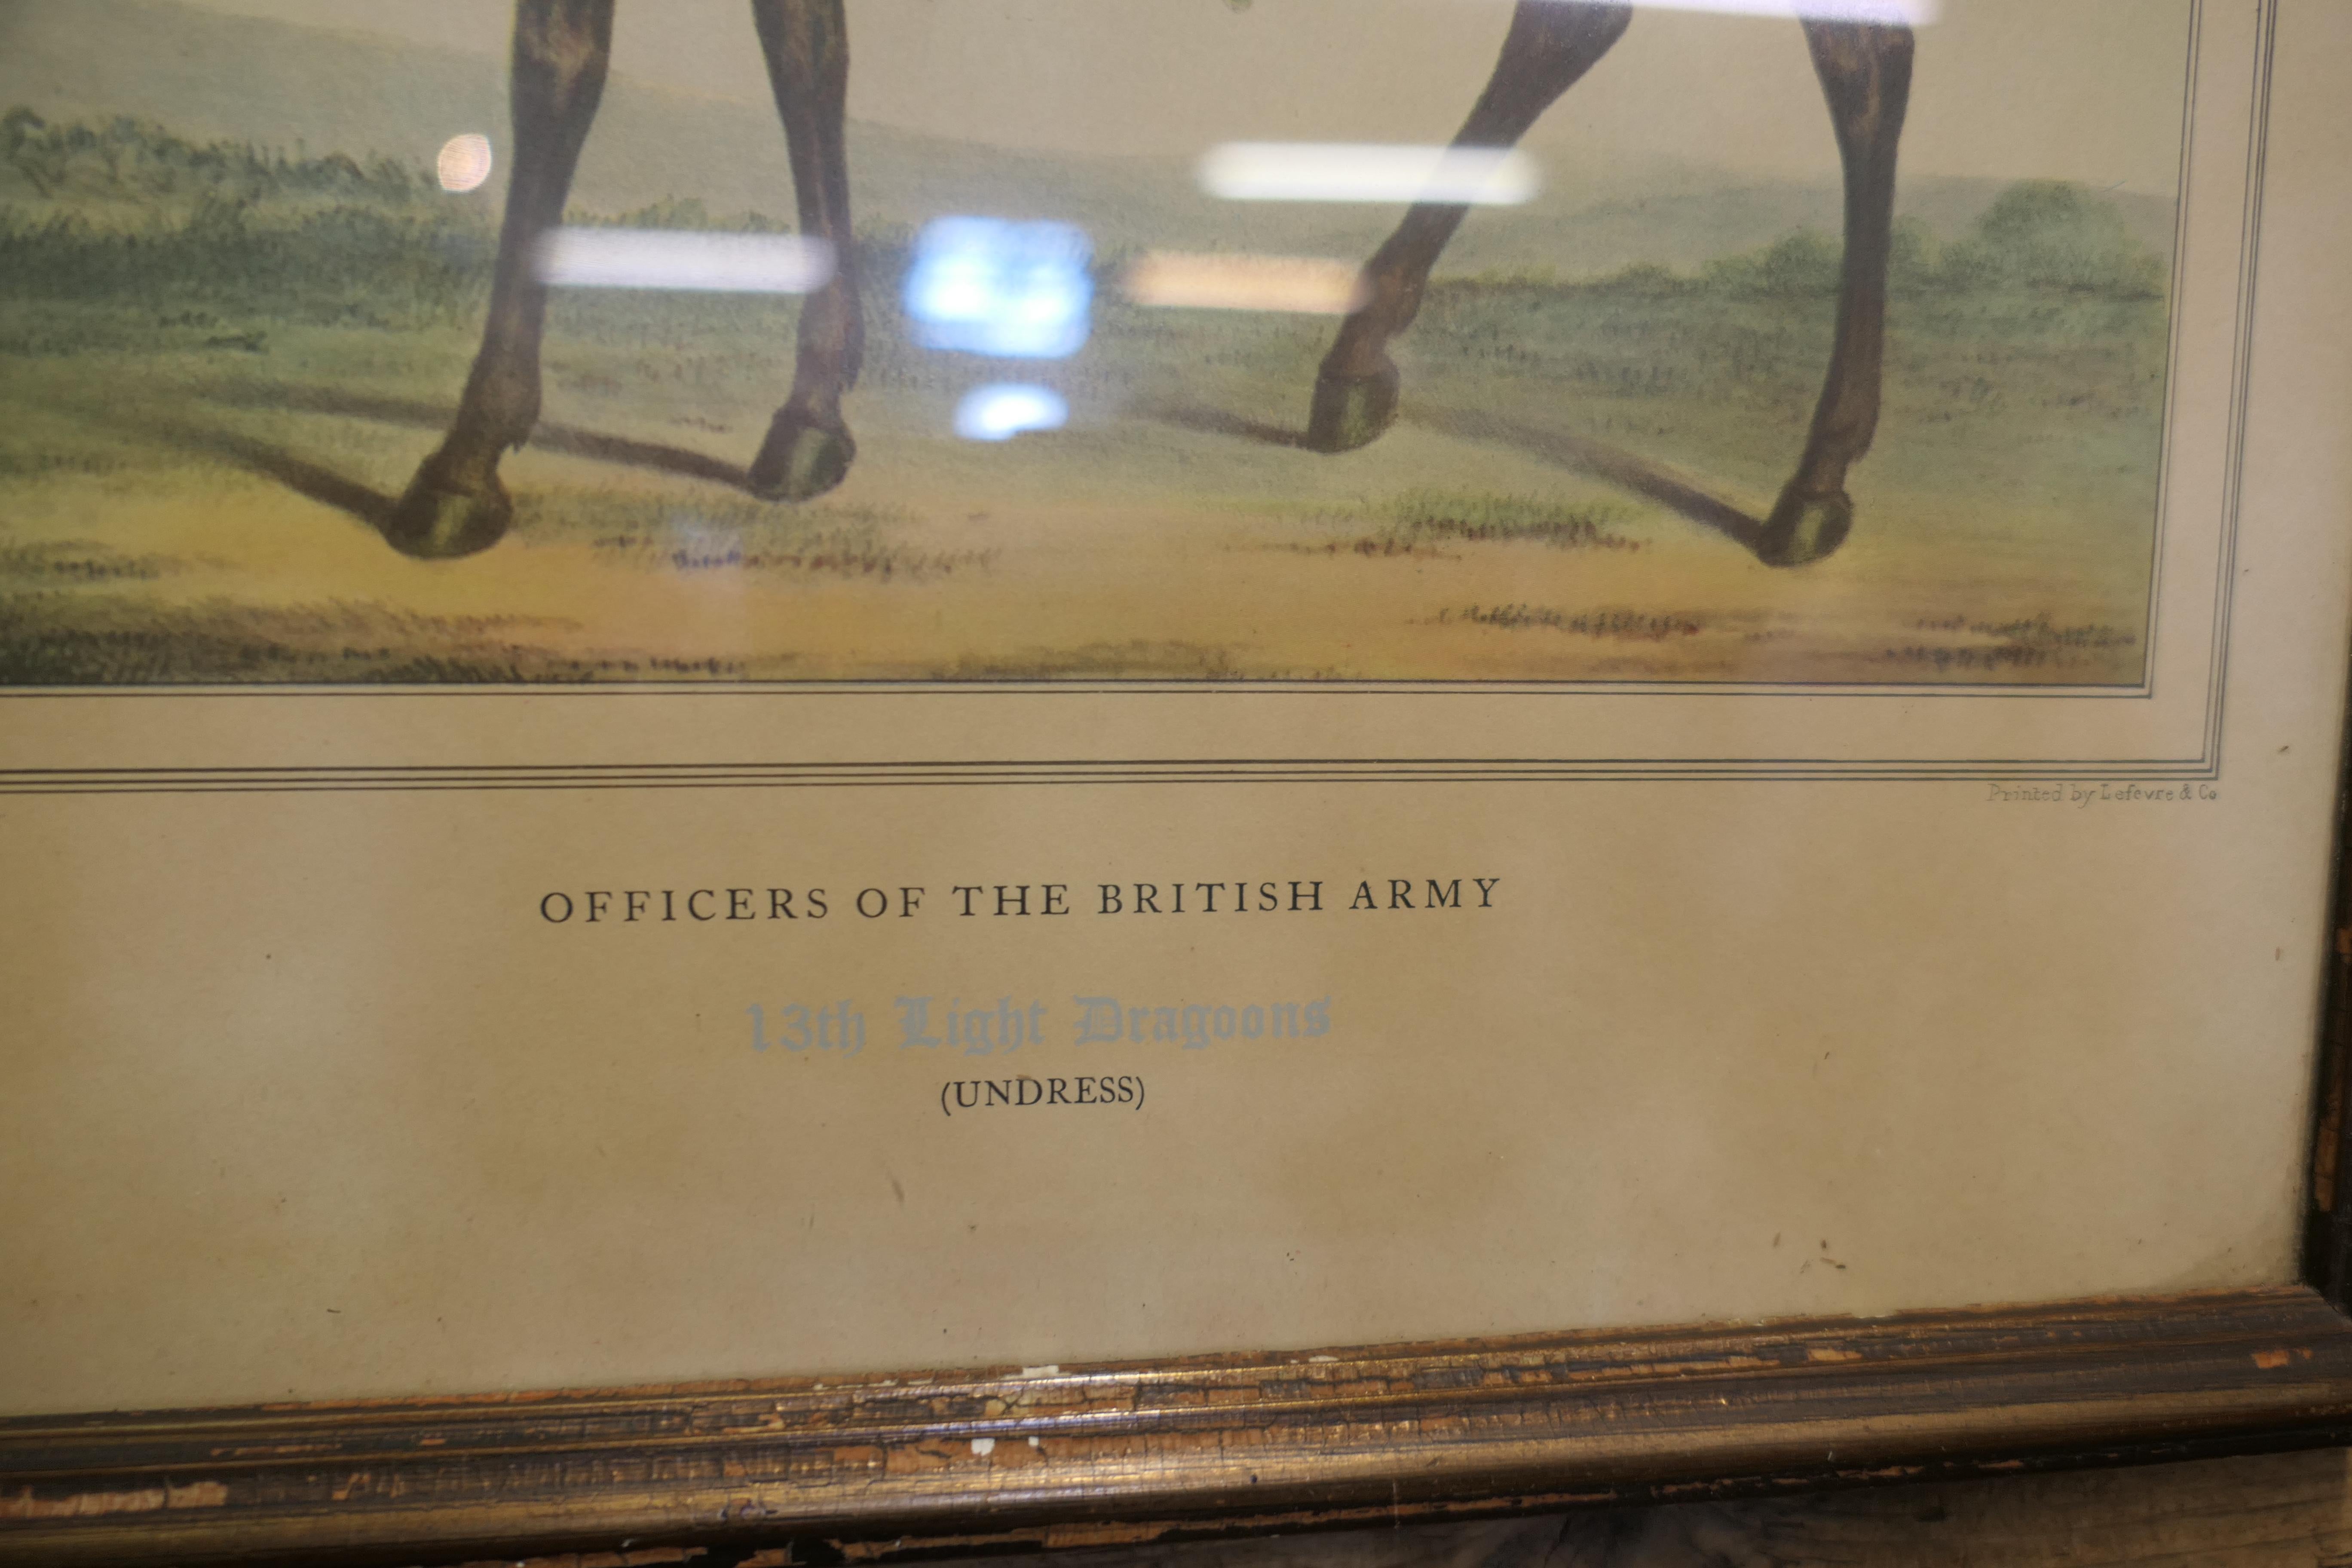 Printed by Lefevre & Co.
OFFICERS OF THE BRITISH ARMY
13th Light Dragoons
(UNDRESS)